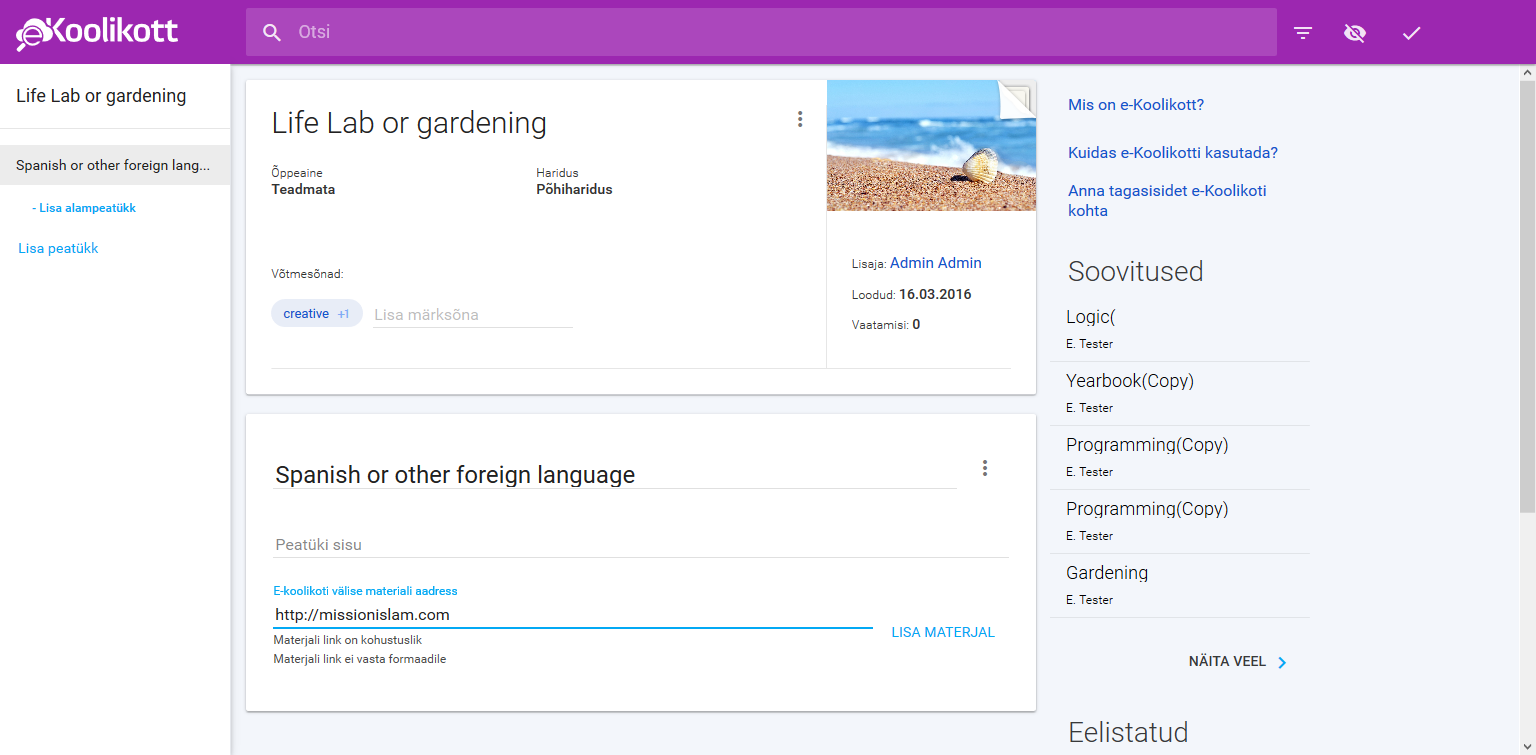 eKoolikott
Otsi
Life Lab or gardening
Spanish or other foreign lang...
- Lisa alampeatükk
Lisa peatükk
Life Lab or gardening
Õppeaine
Teadmata
Haridus
Põhiharidus
Võtmesõnad:
creative +1
Lisa märksõna
Lisaja: Admin Admin
Loodud: 16.03.2016
Vaatamisi: 0
Spanish or other foreign language
Peatüki sisu
E-koolikoti välise materiali aadress
http://missionislam.com
Materjali link on kohustuslik
Materjali link ei vasta formaadile
LISA MATERJAL
Mis on e-Koolikott?
Kuidas e-Koolikotti kasutada?
Anna tagasisidet e-Koolikoti
kohta
Soovitused
Logic(
E. Tester
Yearbook(Copy)
E. Tester
Programming(Copy)
E. Tester
Programming(Copy)
E. Tester
Gardening
E. Tester
NÄITA VEEL
Eelistatud